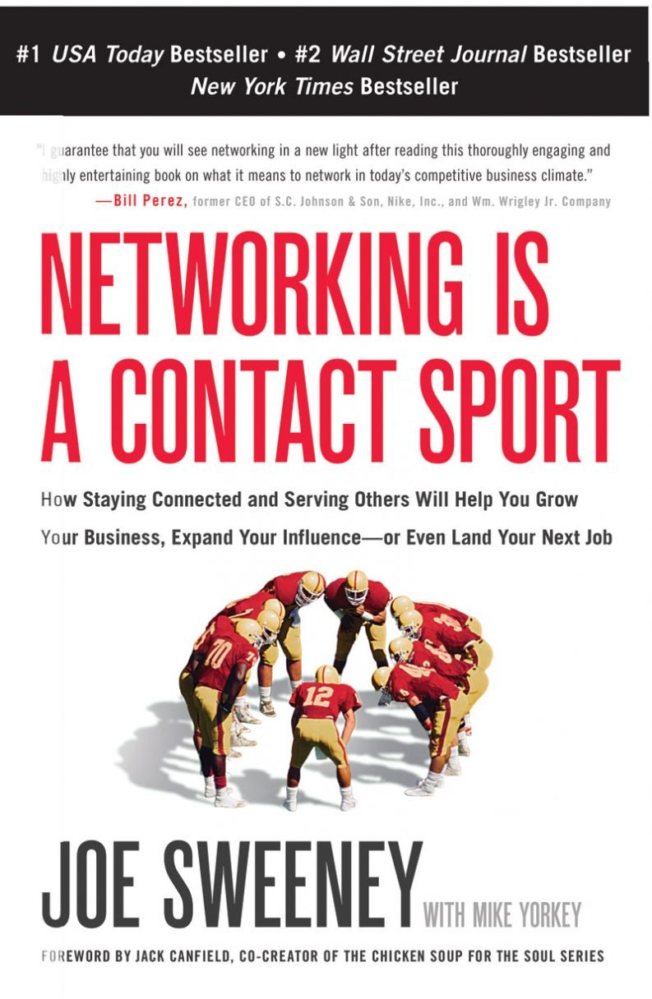 #1 USA Today Bestseller • #2 Wall Street Journal Bestseller
New York Times Bestseller
“I guarantee that you will see networking in a new light after reading this thoroughly engaging and
highly entertaining book on what it means to network in today’s competitive business climate.”
—Bill Perez, former CEO of S.C. Johnson & Son, Nike, Inc., and Wm. Wrigley Jr. Company
NETWORKING IS
A CONTACT SPORT
How Staying Connected and Serving Others Will Help You Grow
Your Business, Expand Your Influence—or Even Land Your Next Job
70
12
JOE SWEENEY WITH MIKE YORKEY
FOREWORD BY JACK CANFIELD, CO-CREATOR OF THE CHICKEN SOUP FOR THE SOUL SERIES